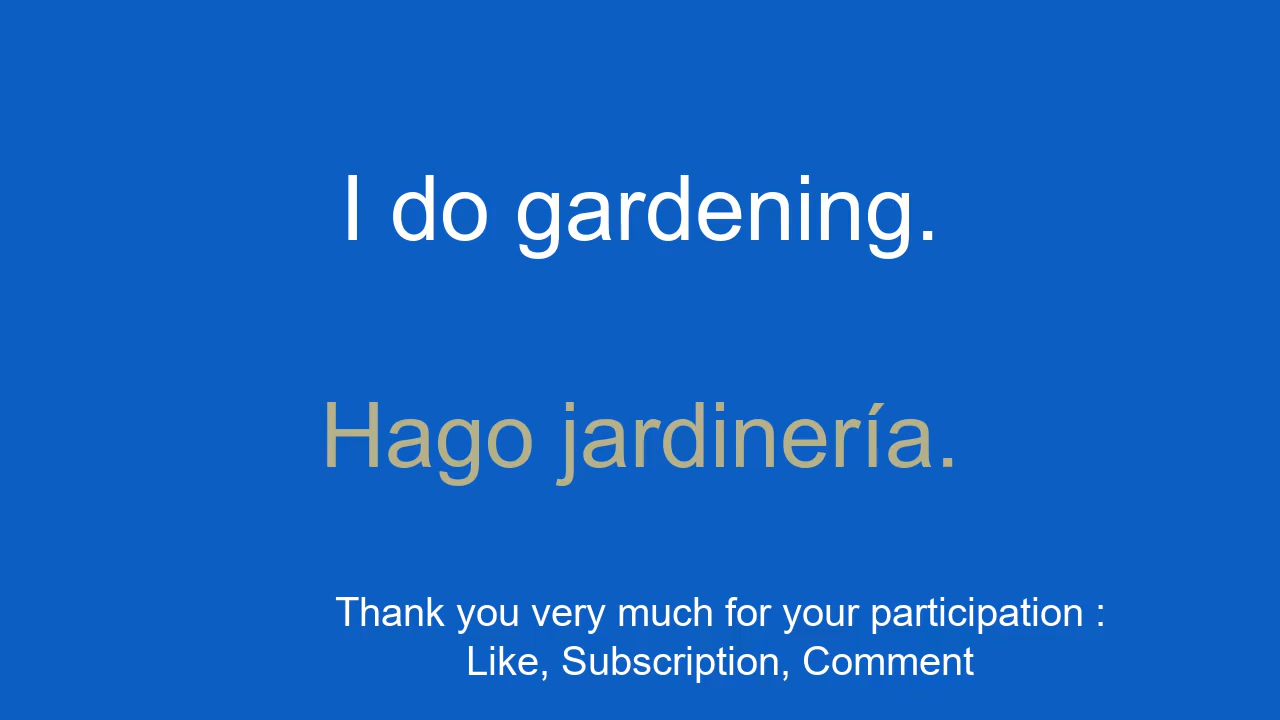 I do gardening.
Hago jardinería.
Thank you very much for your participation :
Like, Subscription, Comment